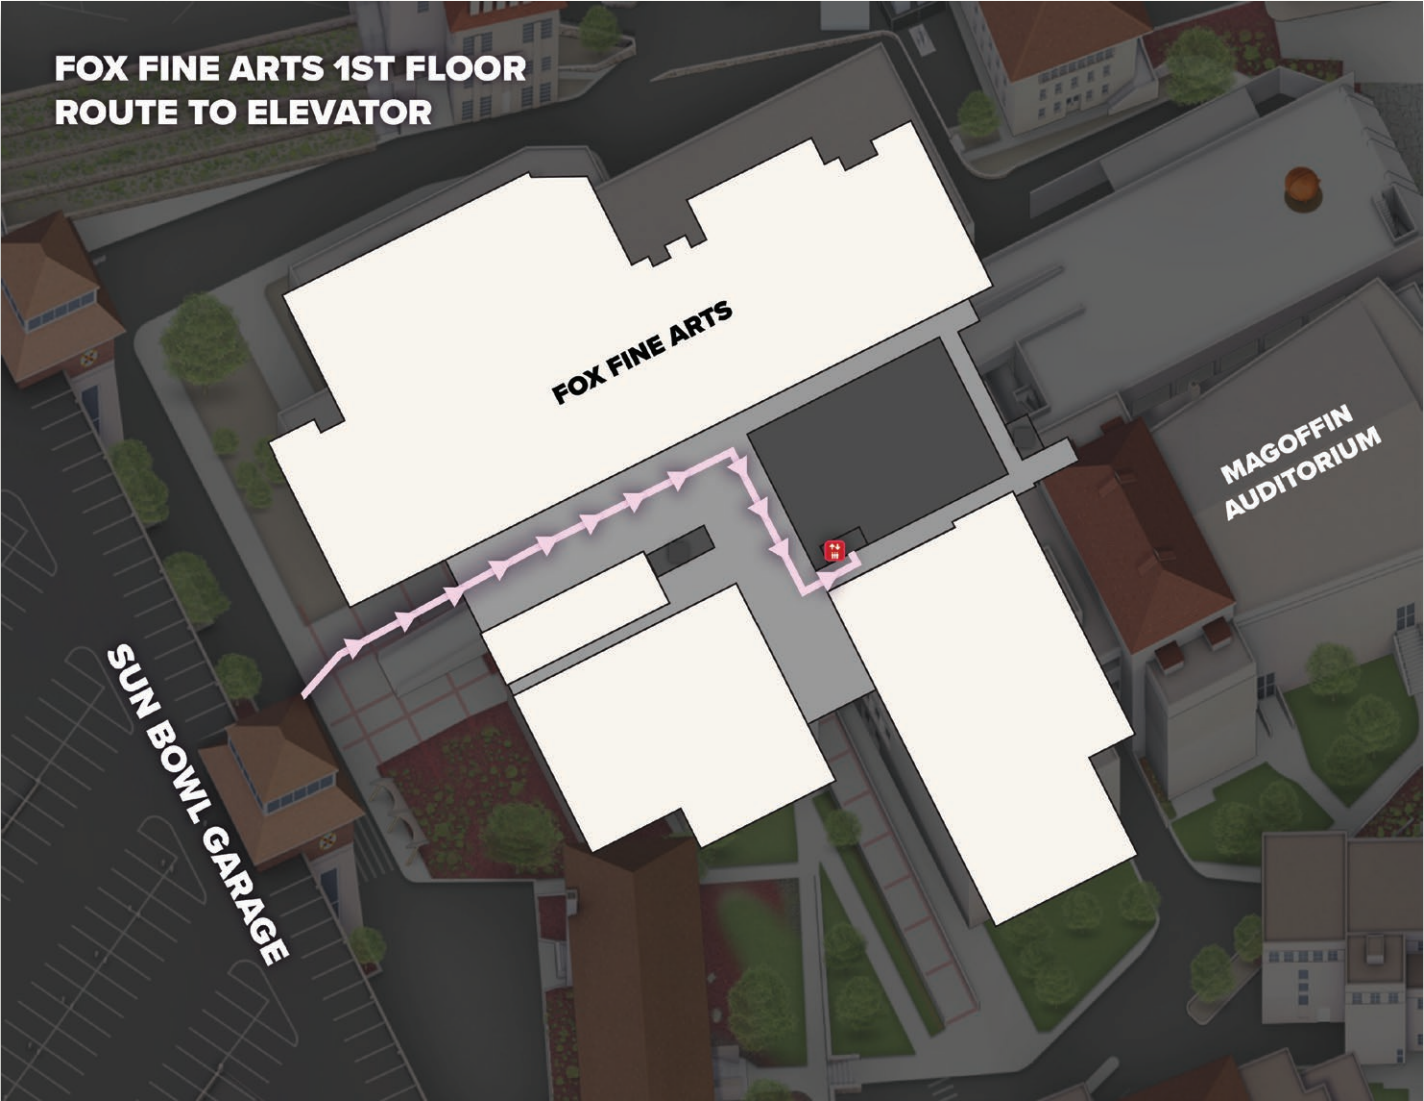 FOX FINE ARTS 1ST FLOOR
ROUTE TO ELEVATOR
FOX FINE ARTS
MAGOFFIN
AUDITORIUM
SUN BOWL GARAGE